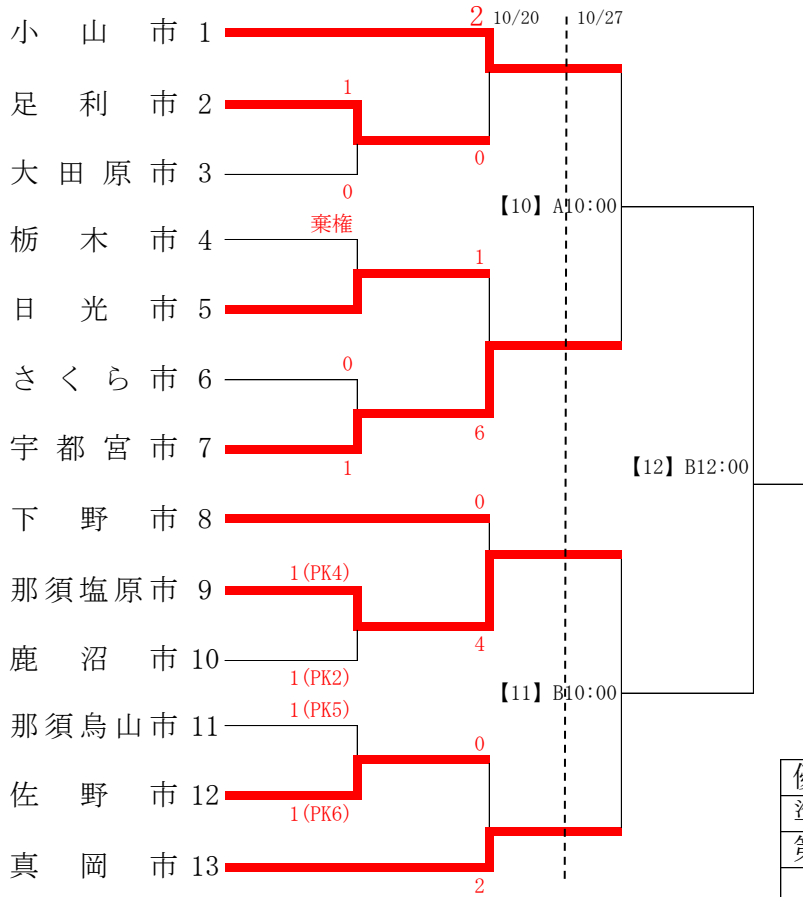 2 10/20 10/27
小山市 1
1
足利市 2
0
大田原市 3
0
【10】A10:00
棄権
栃木市 4
1
日光市 5
0
さくら市 6
6
宇都宮市 7
1
【12】B12:00
0
下野市 8
1(PK4)
那須塩原市 9
4
鹿沼市 10
1(PK2)
【11】B10:00
1(PK5)
那須烏山市 11
0
佐野市 12
1(PK6)
真岡市 13
2